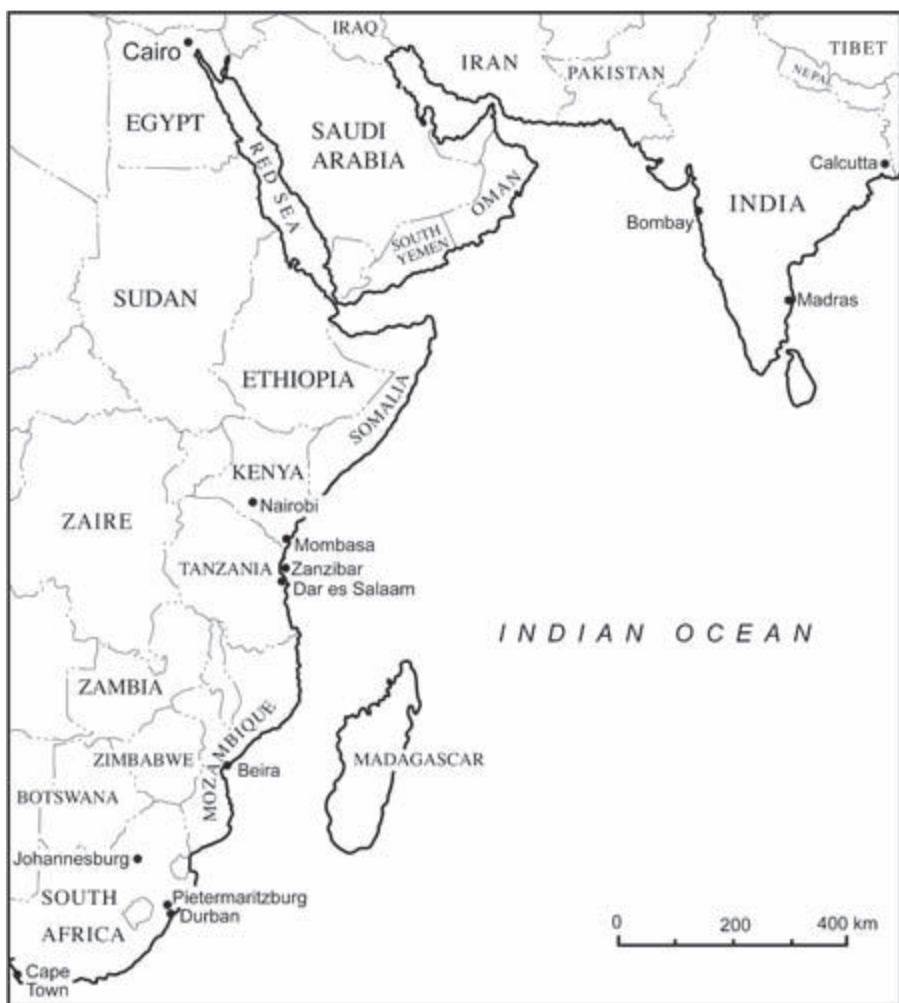 Cairo
IRAQ
IRAN
PAKISTAN
TIBET
NEPAL
EGYPT
SAUDI
ARABIA
RED SEA
OMAN
SOUTH
YEMEN
Calcutta
Bombay
INDIA
Madras
SUDAN
ETHIOPIA
SOMALIA
KENYA
Nairobi
ZAIRE
Mombasa
TANZANIA
Zanzibar
Dar es Salaam
INDIAN OCEAN
ZAMBIA
MOZAMBIQUE
ZIMBABWE
Beira
MADAGASCAR
BOTSWANA
Johannesburg
SOUTH
AFRICA
Pietermaritzburg
Durban
Cape
Town
0 200 400 km